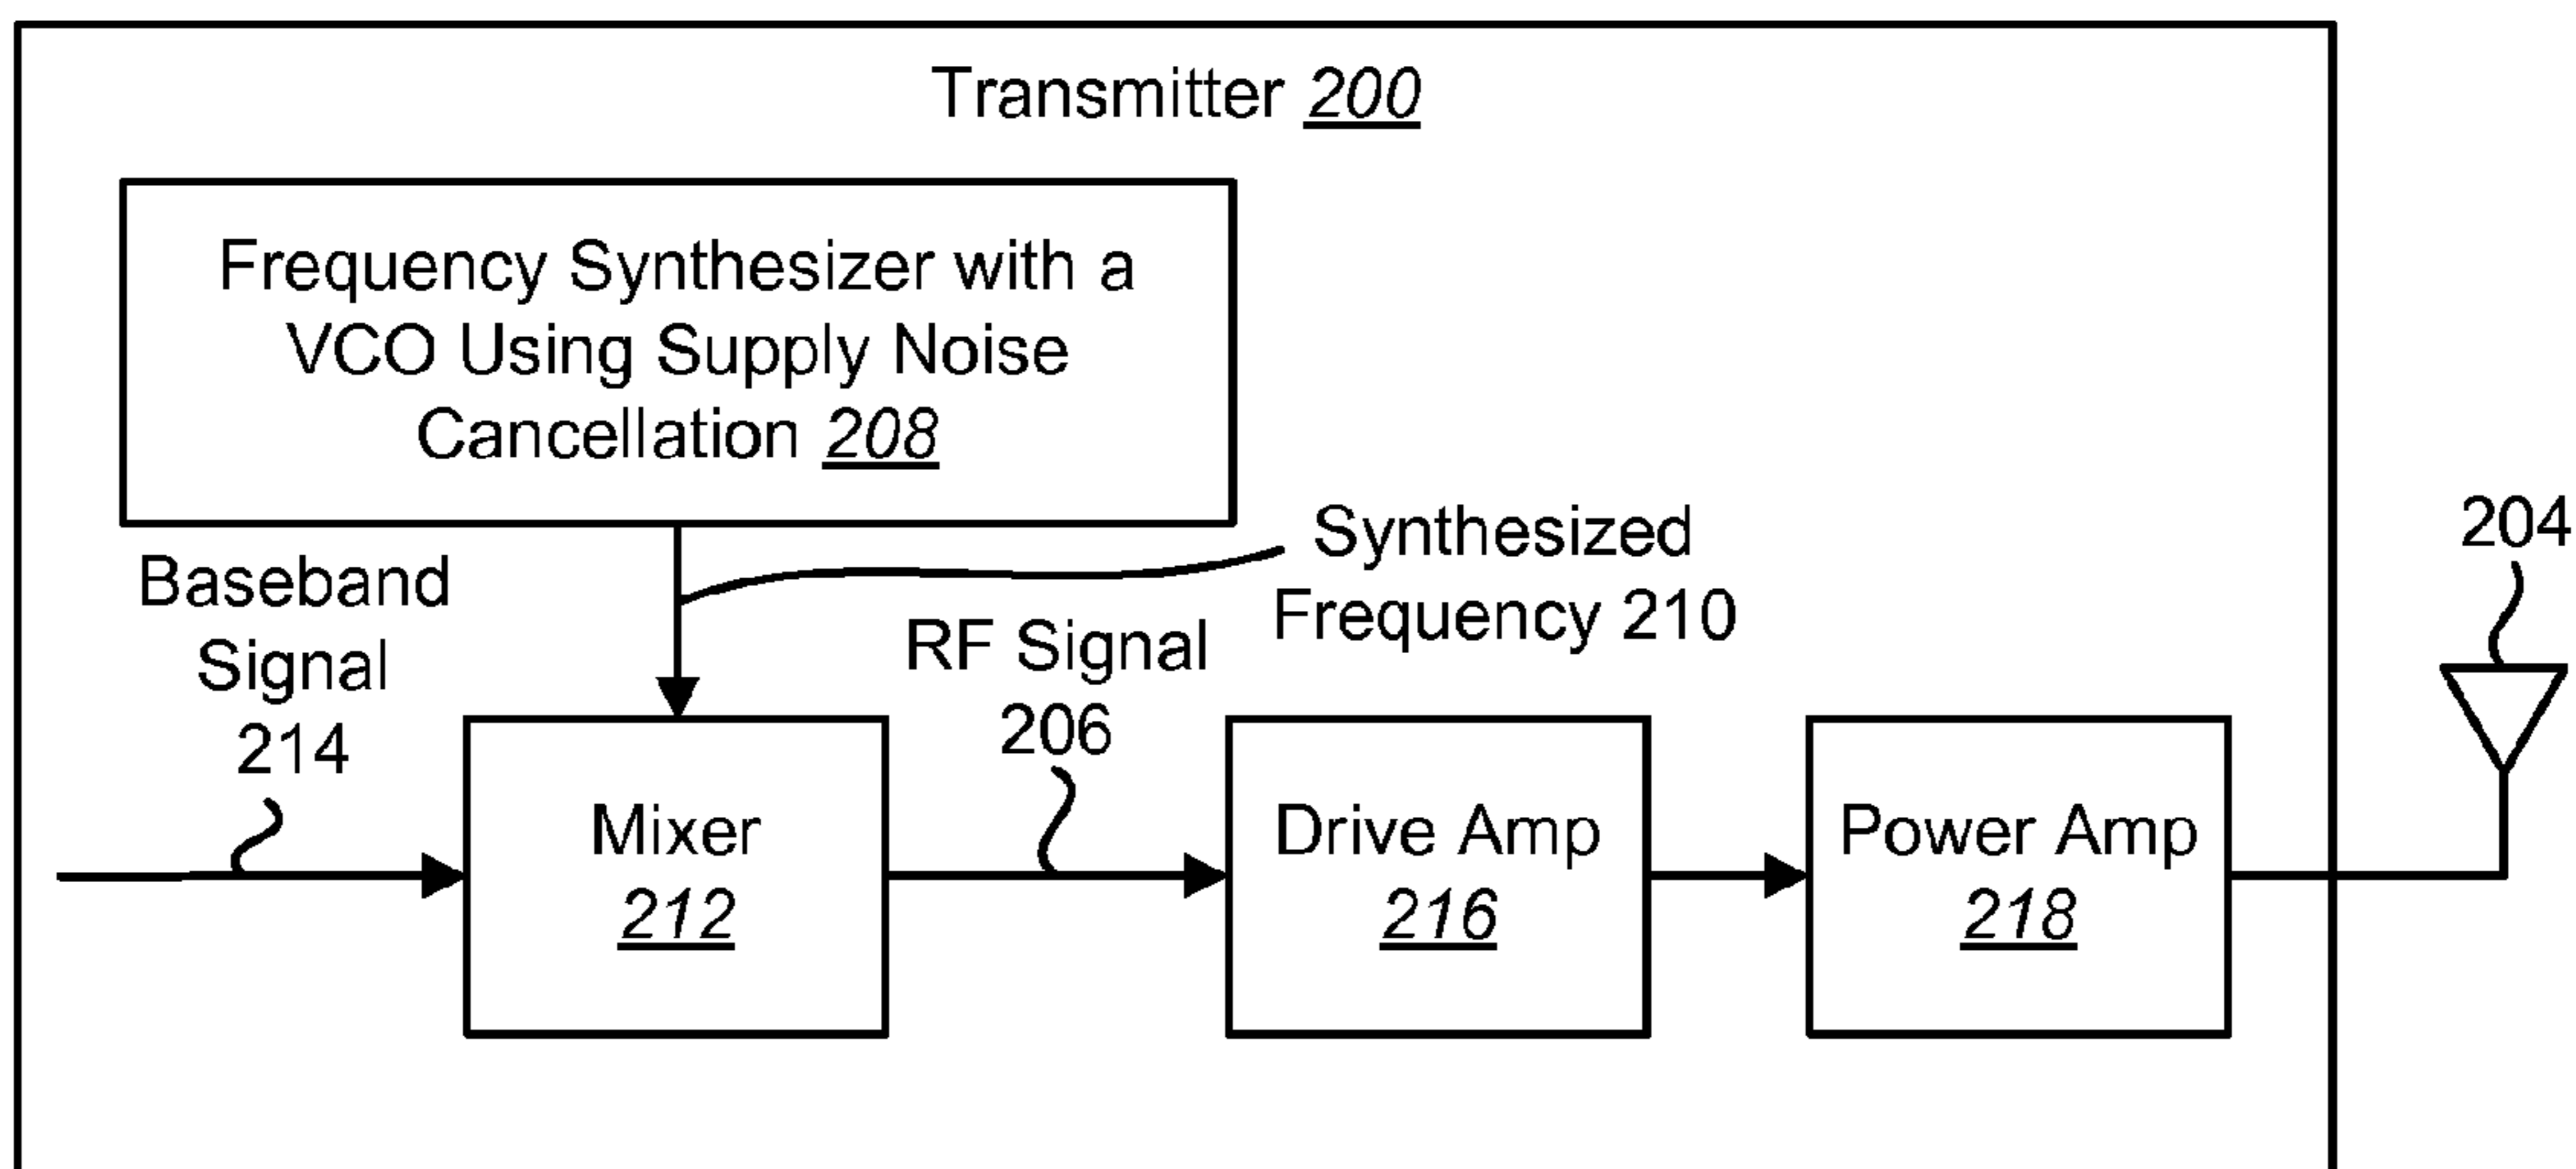 Transmitter 200
Frequency Synthesizer with a
VCO Using Supply Noise
Cancellation 208
Synthesized
Frequency 210
204
Baseband
Signal
214
RF Signal
206
Mixer
212
Drive Amp
216
Power Amp
218